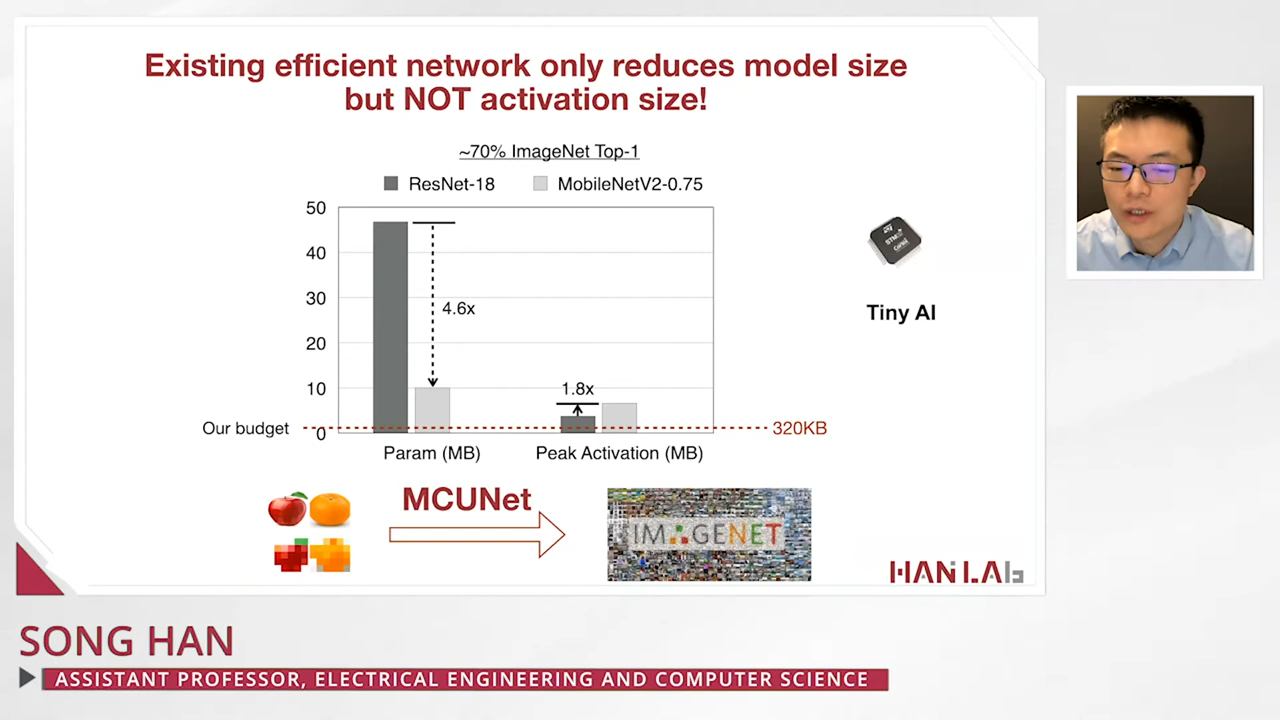 Existing efficient network only reduces model size
but NOT activation size!
~70% ImageNet Top-1
ResNet-18
MobileNetV2-0.75
50
40
30
20
10
0
4.6x
1.8x
Our budget
320KB
Param (MB)
Peak Activation (MB)
STM32
Tiny AI
MCUNet
IMAGENET
HAN LAB
SONG HAN
ASSISTANT PROFESSOR, ELECTRICAL ENGINEERING AND COMPUTER SCIENCE